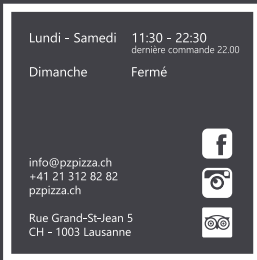 Lundi - Samedi 11:30 - 22:30
dernière commande 22.00
Dimanche Fermé
info@pzpizza.ch
+41 21 312 82 82
pzpizza.ch
Rue Grand-St-Jean 5
CH - 1003 Lausanne